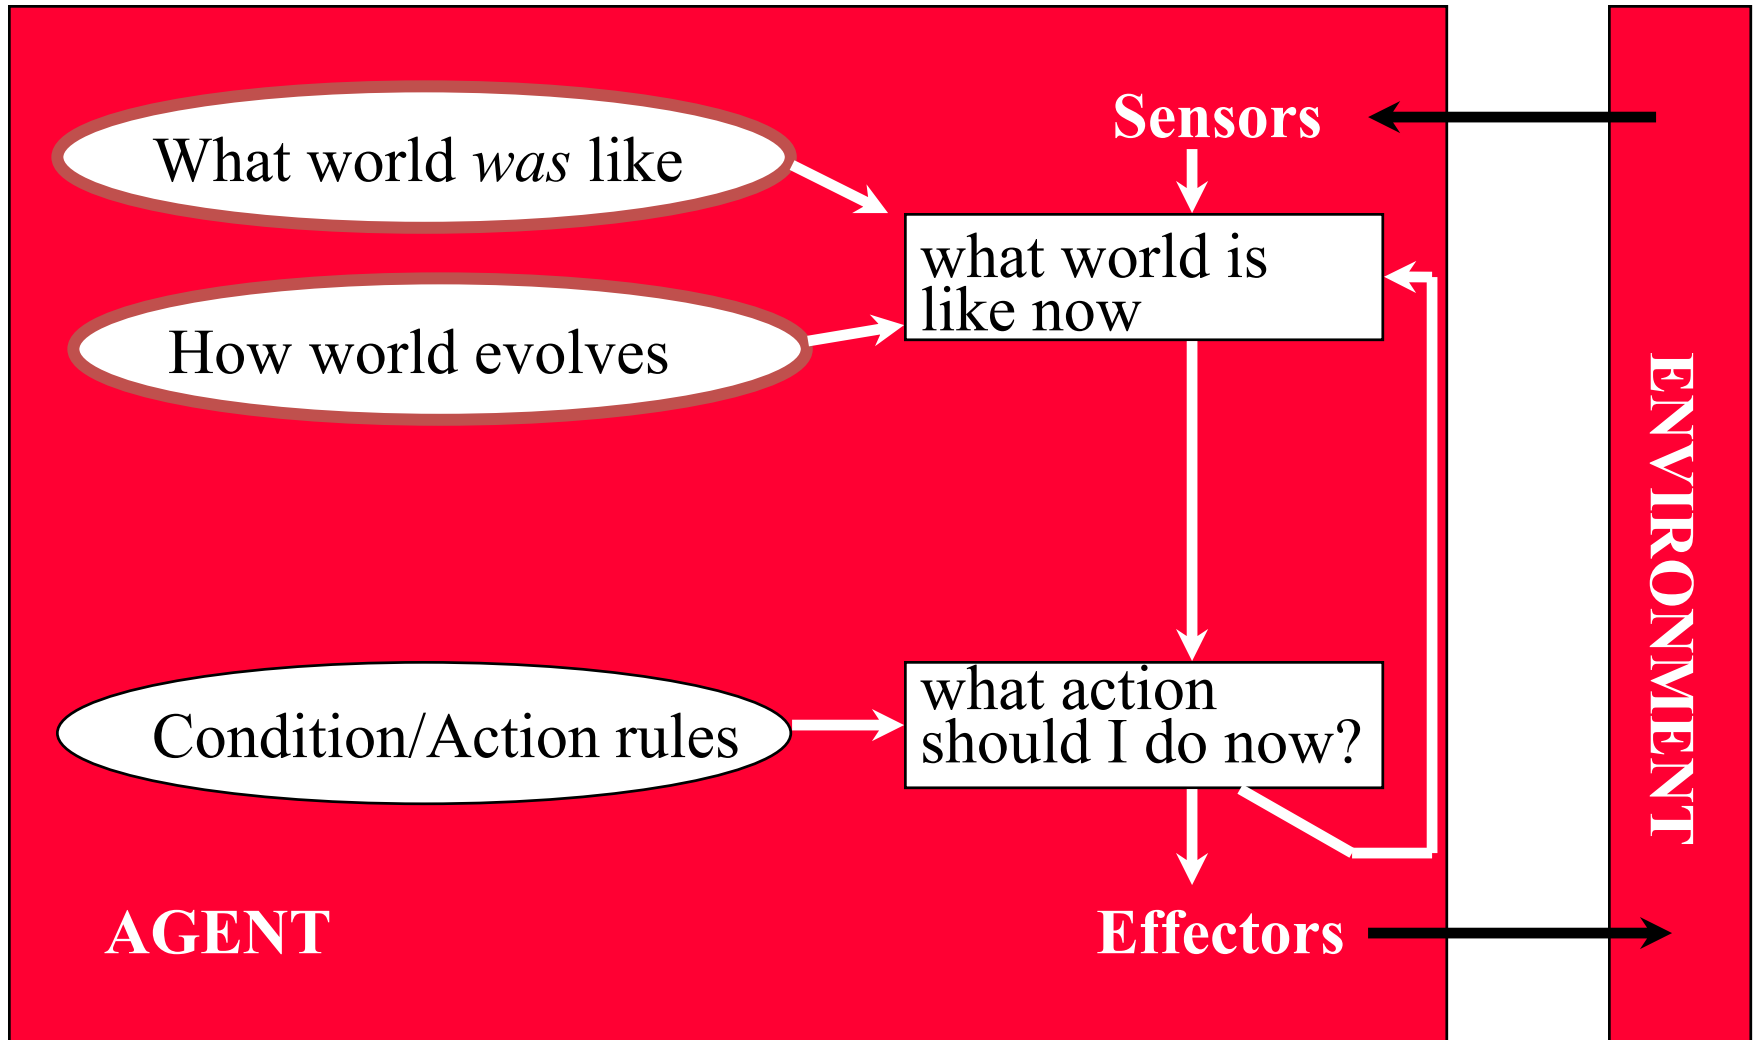 What world was like
Sensors
what world is
like now
How world evolves
ENVIRONMENT
Condition/Action rules
what action
should I do now?
AGENT
Effectors